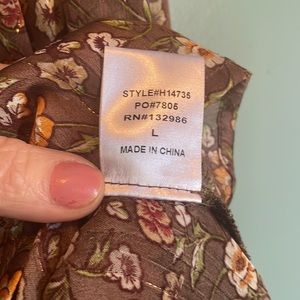 STYLE#H14735
PO#7805
RN#132986
L
MADE IN CHINA